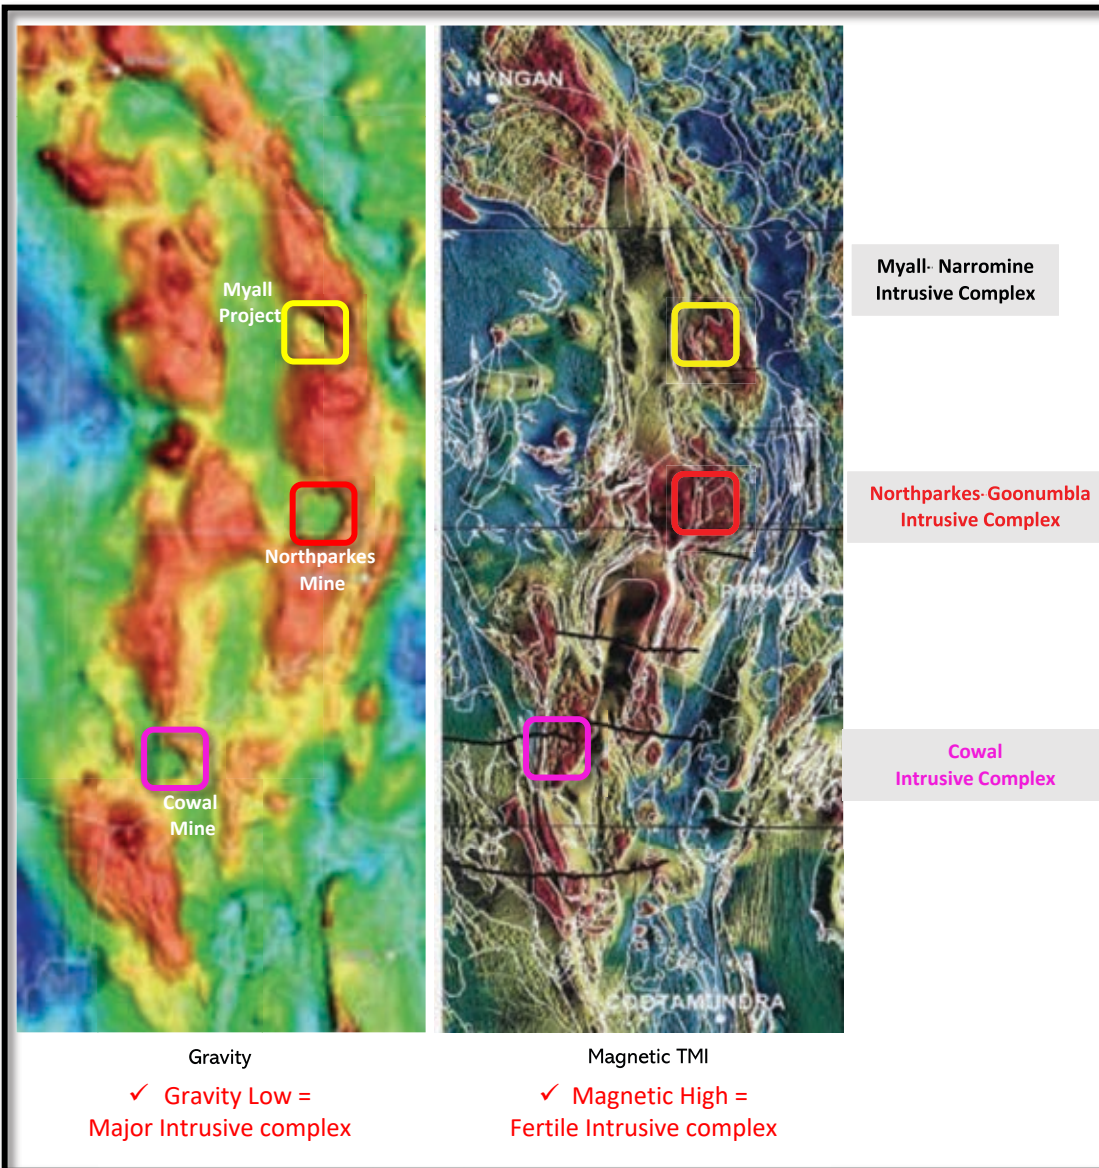 NYNGAN
Myall
Project
Myall- Narromine
Intrusive Complex
Northparkes
Mine
Northparkes-Goonumbla
Intrusive Complex
PARKES
Cowal
Mine
Cowal
Intrusive Complex
COOTAMUNDRA
Gravity
Magnetic TMI
✓ Gravity Low =
Major Intrusive complex
✓ Magnetic High =
Fertile Intrusive complex